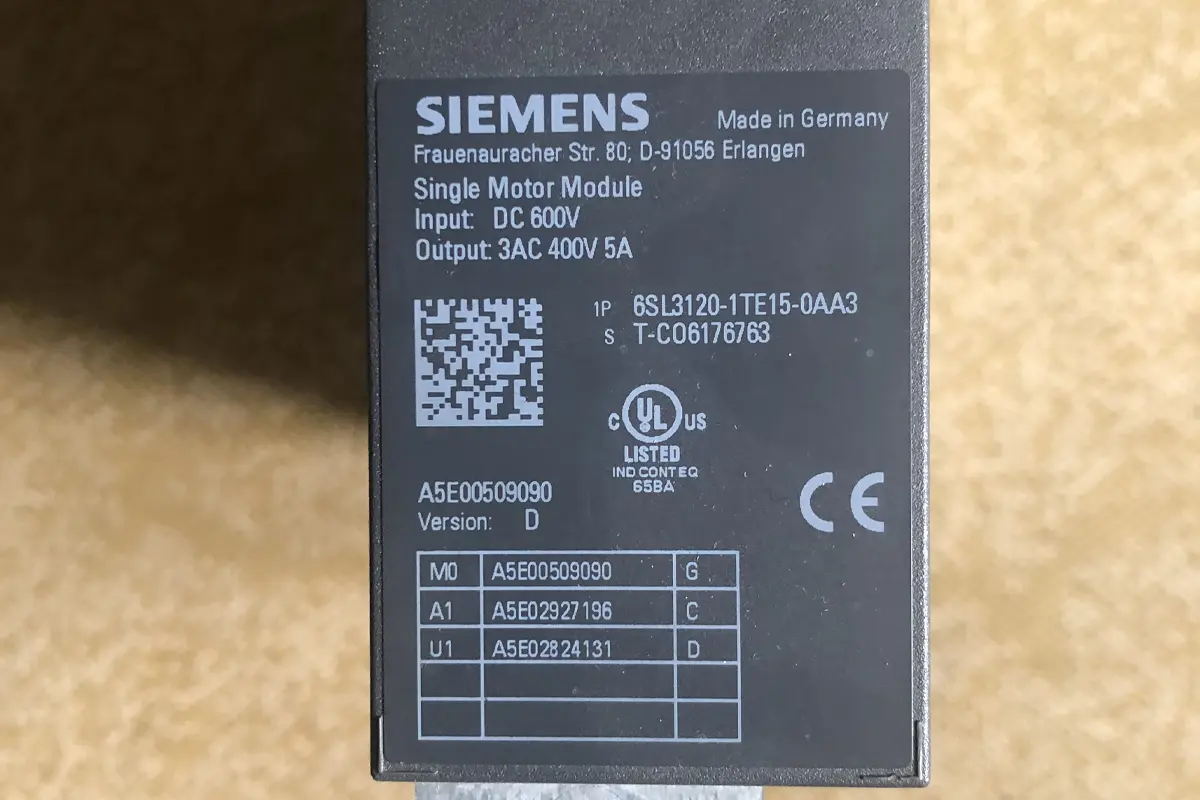 SIEMENS
Made in Germany
Frauenauracher Str. 80; D-91056 Erlangen
Single Motor Module
Input: DC 600V
Output: 3AC 400V 5A
1P 6SL3120-1TE15-0AA3
S T-CO6176763
C UL US
LISTED
IND CONT EQ
65BA
A5E00509090
Version: D
CE
M0 A5E00509090 G
A1 A5E02927196 C
U1 A5E02824131 D